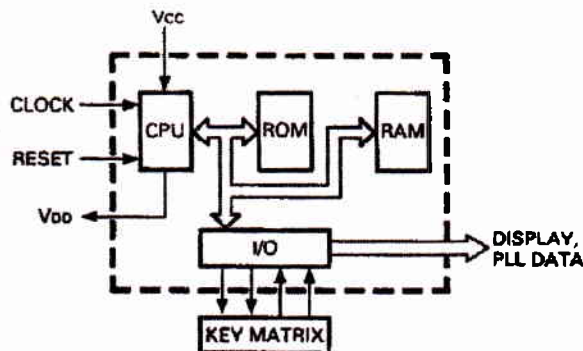 Vcc
CLOCK
CPU
ROM
RAM
RESET
VDD
I/O
DISPLAY,
PLL DATA
KEY MATRIX